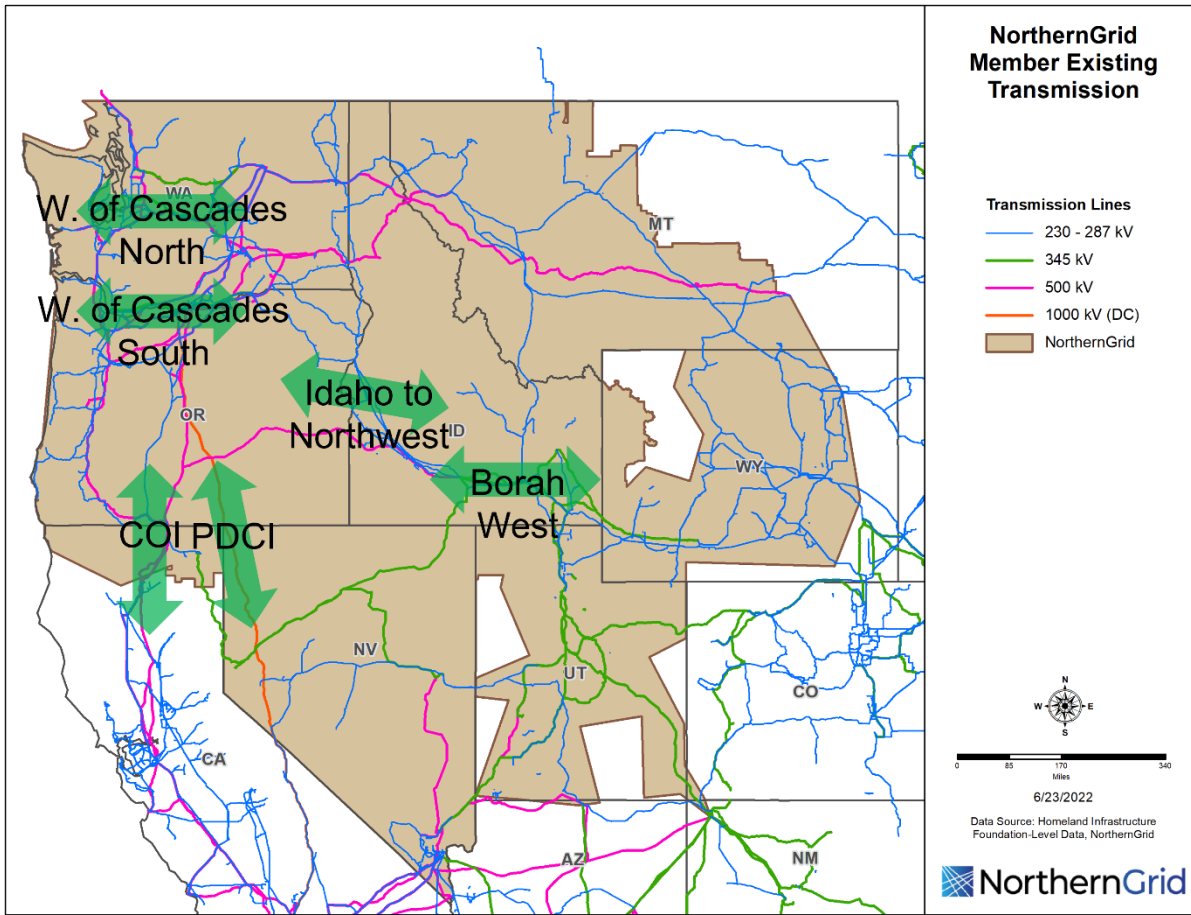 NorthernGrid
Member Existing
Transmission
Transmission Lines
230 - 287 kV
345 kV
500 kV
1000 kV (DC)
NorthernGrid
WA
W. of Cascades
North
MT
W. of Cascades
South
OR
Idaho to
Northwest
ID
Borah
West
WY
COI
PDCI
NV
UT
CO
CA
AZ
NM
N
W
E
S
0
85
170
340
Miles
6/23/2022
Data Source: Homeland Infrastructure
Foundation-Level Data, NorthernGrid
NorthernGrid